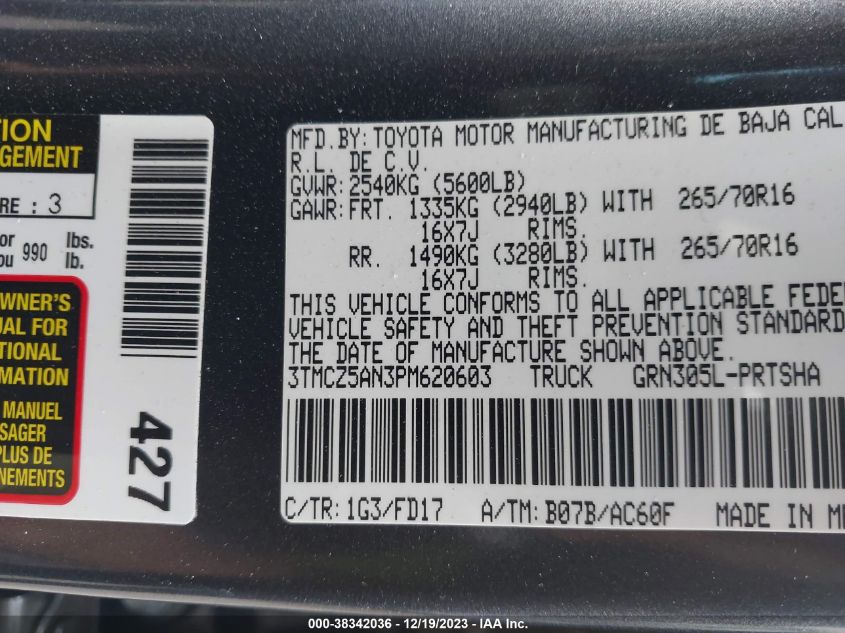 TION
GEMENT
RE : 3
or 990 lbs.
ou lb.
OWNER'S
UAL FOR
TIONAL
MATION
MANUEL
SAGER
PLUS DE
NEMENTS
427
MFD.BY:TOYOTA MOTOR MANUFACTURING DE BAJA CAL
R.L. DE C.V.
GVWR:2540KG (5600LB)
GAWR:FRT. 1335KG (2940LB) WITH 265/70R16
16X7J RIMS.
RR. 1490KG (3280LB) WITH 265/70R16
16X7J RIMS.
THIS VEHICLE CONFORMS TO ALL APPLICABLE FEDE
VEHICLE SAFETY AND THEFT PREVENTION STANDARD
THE DATE OF MANUFACTURE SHOWN ABOVE.
3TMCZ5AN3PM620603 TRUCK GRN305L-PRTSHA
C/TR:1G3/FD17 A/TM:B07B/AC60F MADE IN ME
000-38342036 - 12/19/2023 - IAA Inc.